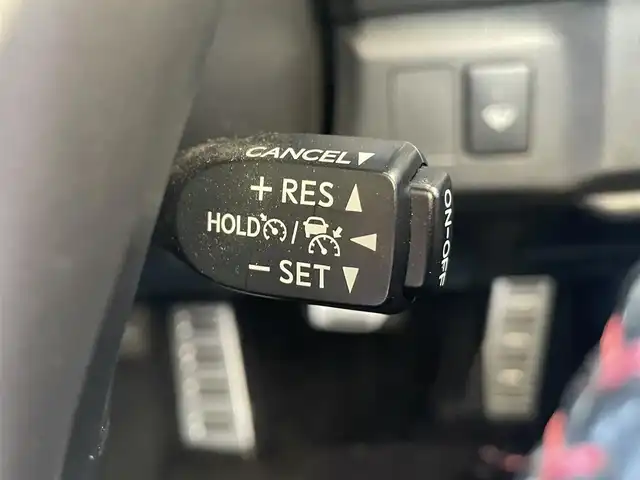 CANCEL▼
+ RES ▲
HOLD / ◀
− SET ▼
ON-OFF